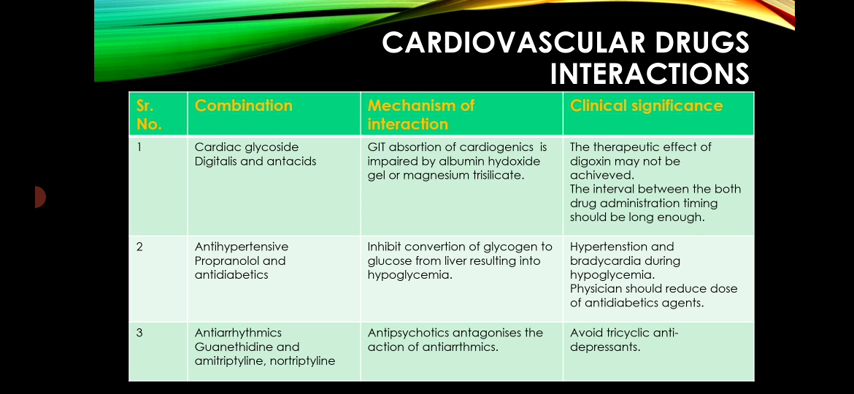 CARDIOVASCULAR DRUGS
INTERACTIONS
Sr.
No.
Combination
Mechanism of
interaction
Clinical significance
1
Cardiac glycoside
Digitalis and antacids
GIT absortion of cardiogenics is
impaired by albumin hydoxide
gel or magnesium trisilicate.
The therapeutic effect of
digoxin may not be
achiveved.
The interval between the both
drug administration timing
should be long enough.
2
Antihypertensive
Propranolol and
antidiabetics
Inhibit convertion of glycogen to
glucose from liver resulting into
hypoglycemia.
Hypertenstion and
bradycardia during
hypoglycemia.
Physician should reduce dose
of antidiabetics agents.
3
Antiarrhythmics
Guanethidine and
amitriptyline, nortriptyline
Antipsychotics antagonises the
action of antiarrthmics.
Avoid tricyclic anti-
depressants.